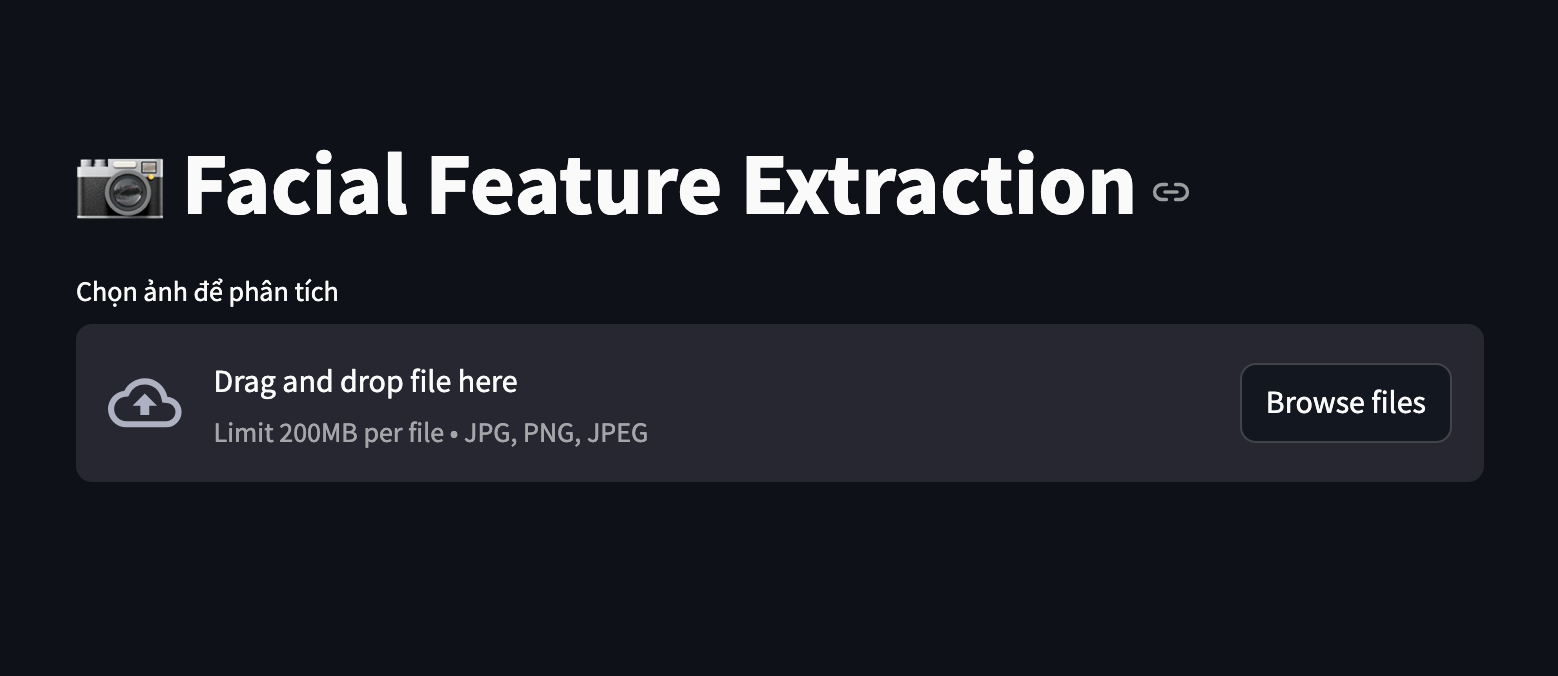 Facial Feature Extraction
Chọn ảnh để phân tích
Drag and drop file here
Limit 200MB per file • JPG, PNG, JPEG
Browse files